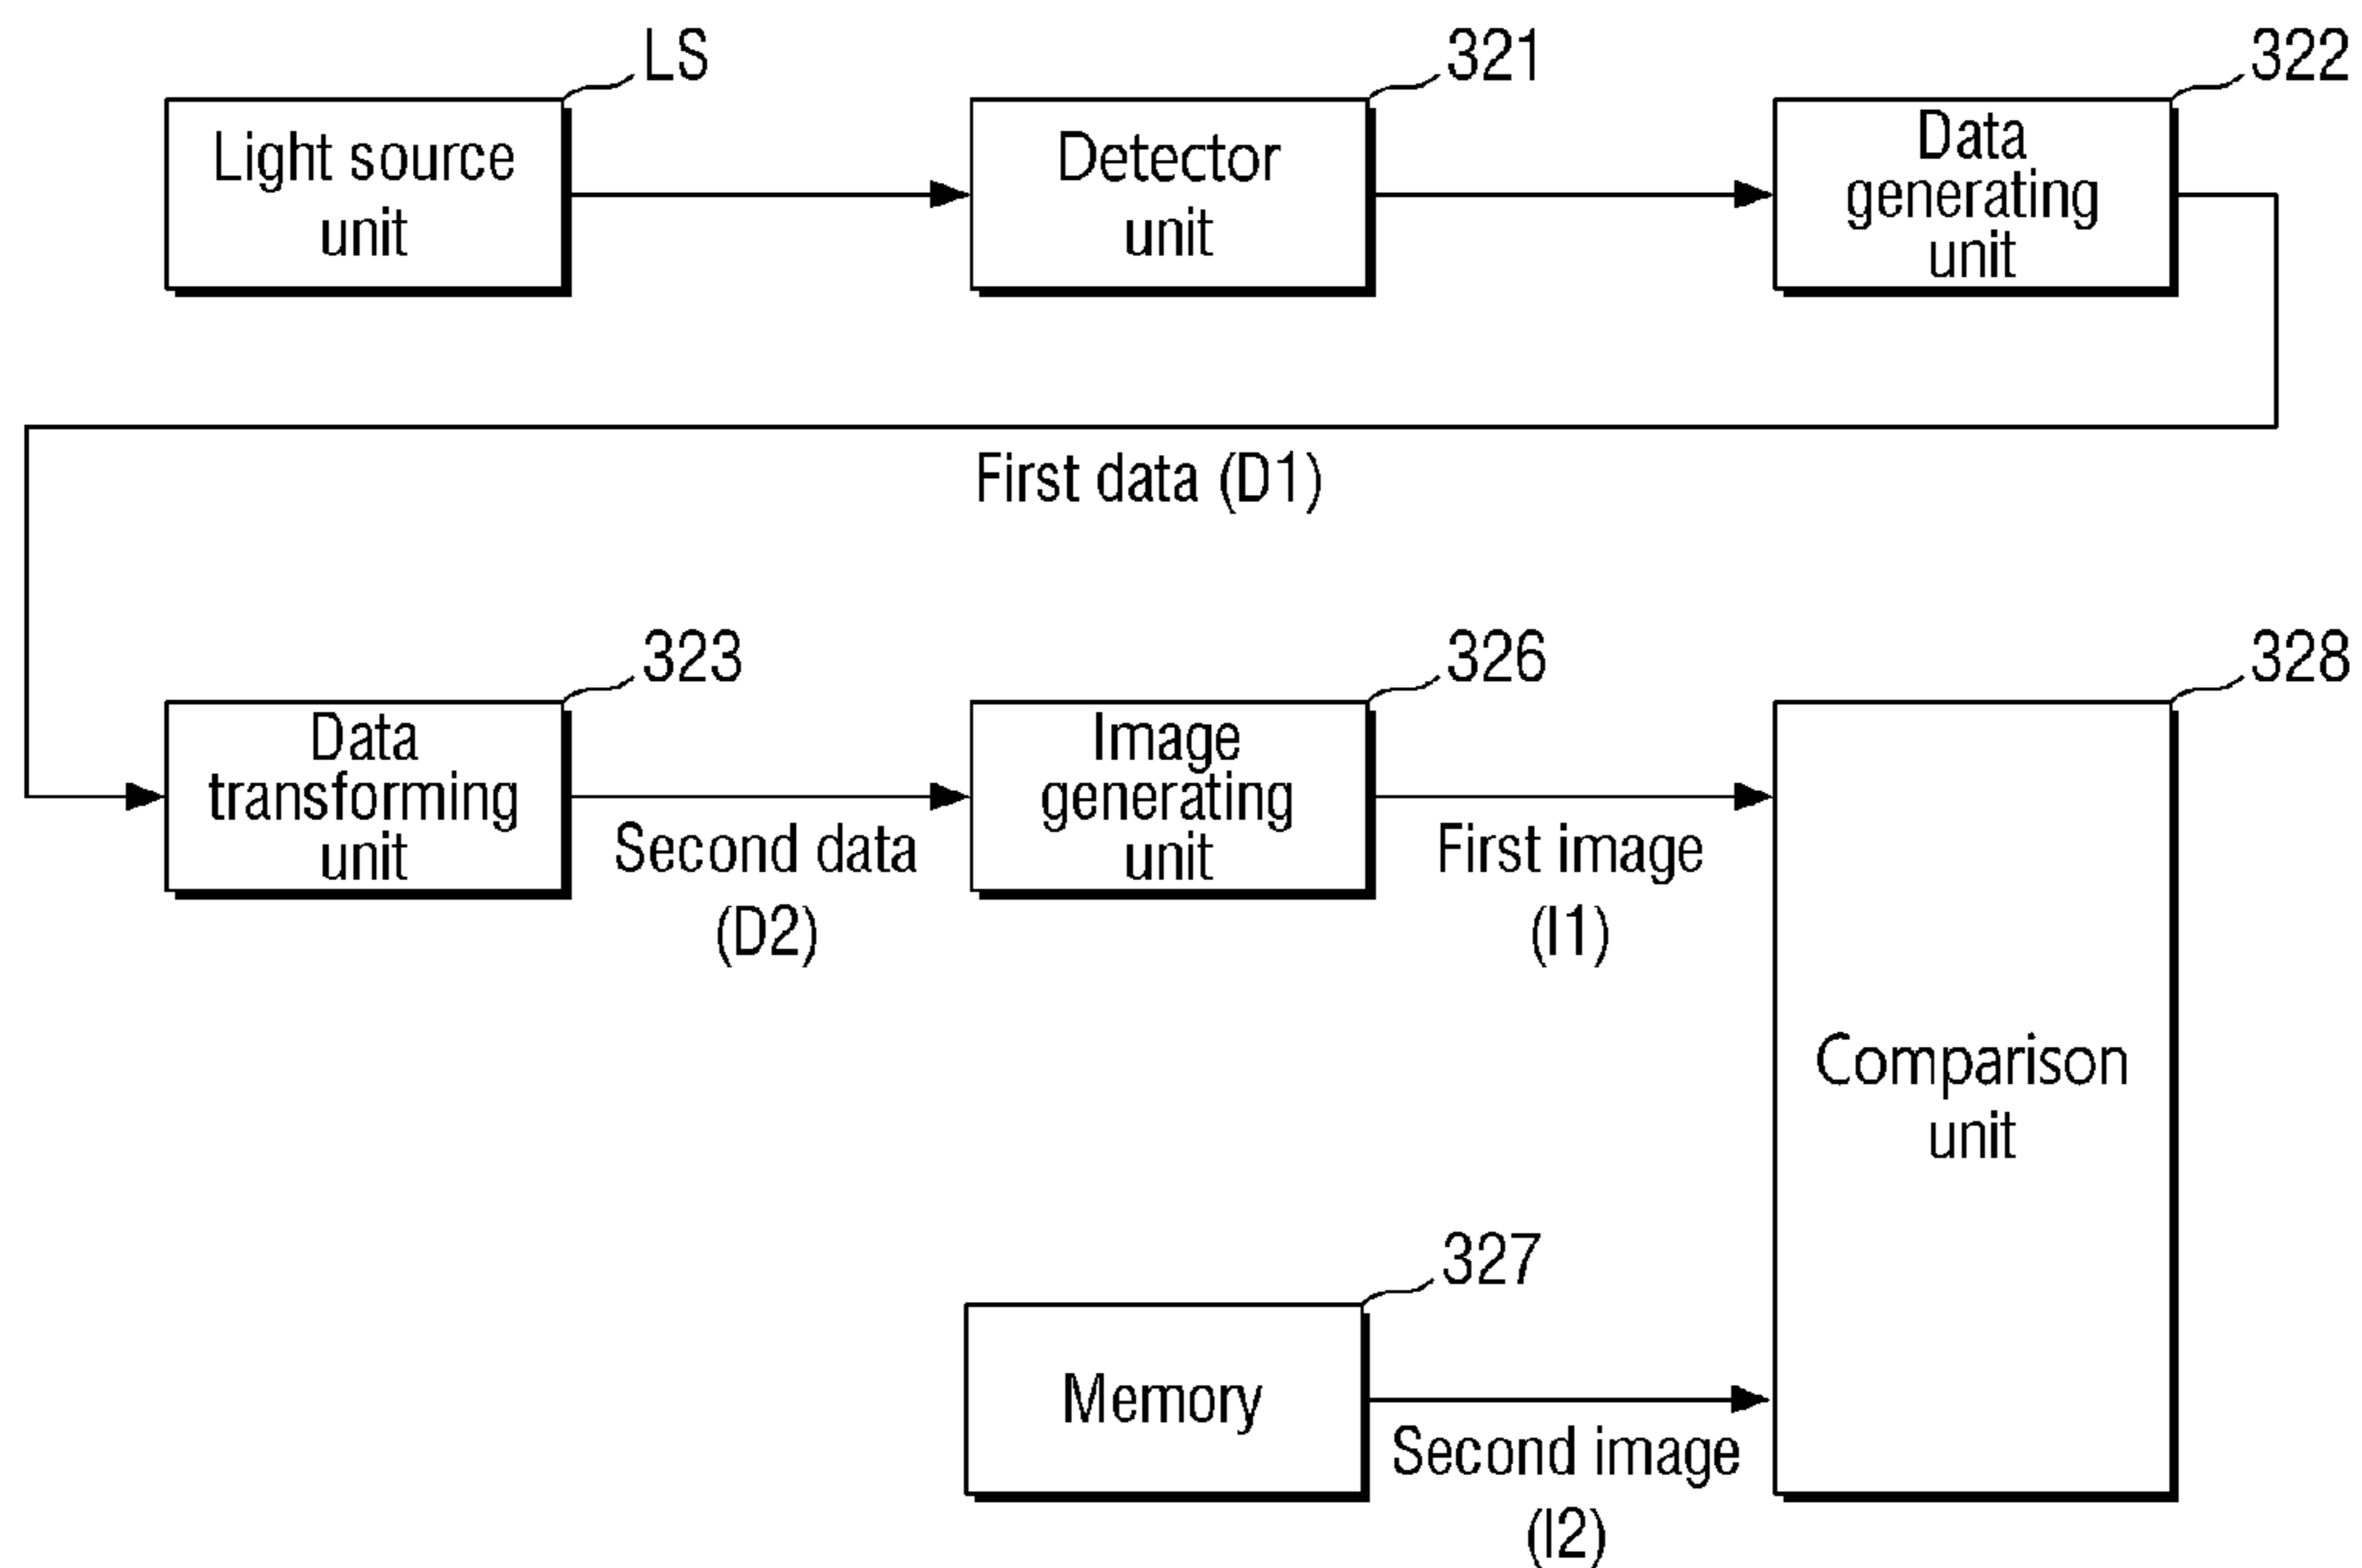 LS
321
322
Light source
unit
Detector
unit
Data
generating
unit
First data (D1)
323
326
328
Data
transforming
unit
Second data
(D2)
Image
generating
unit
First image
(I1)
Comparison
unit
327
Memory
Second image
(I2)